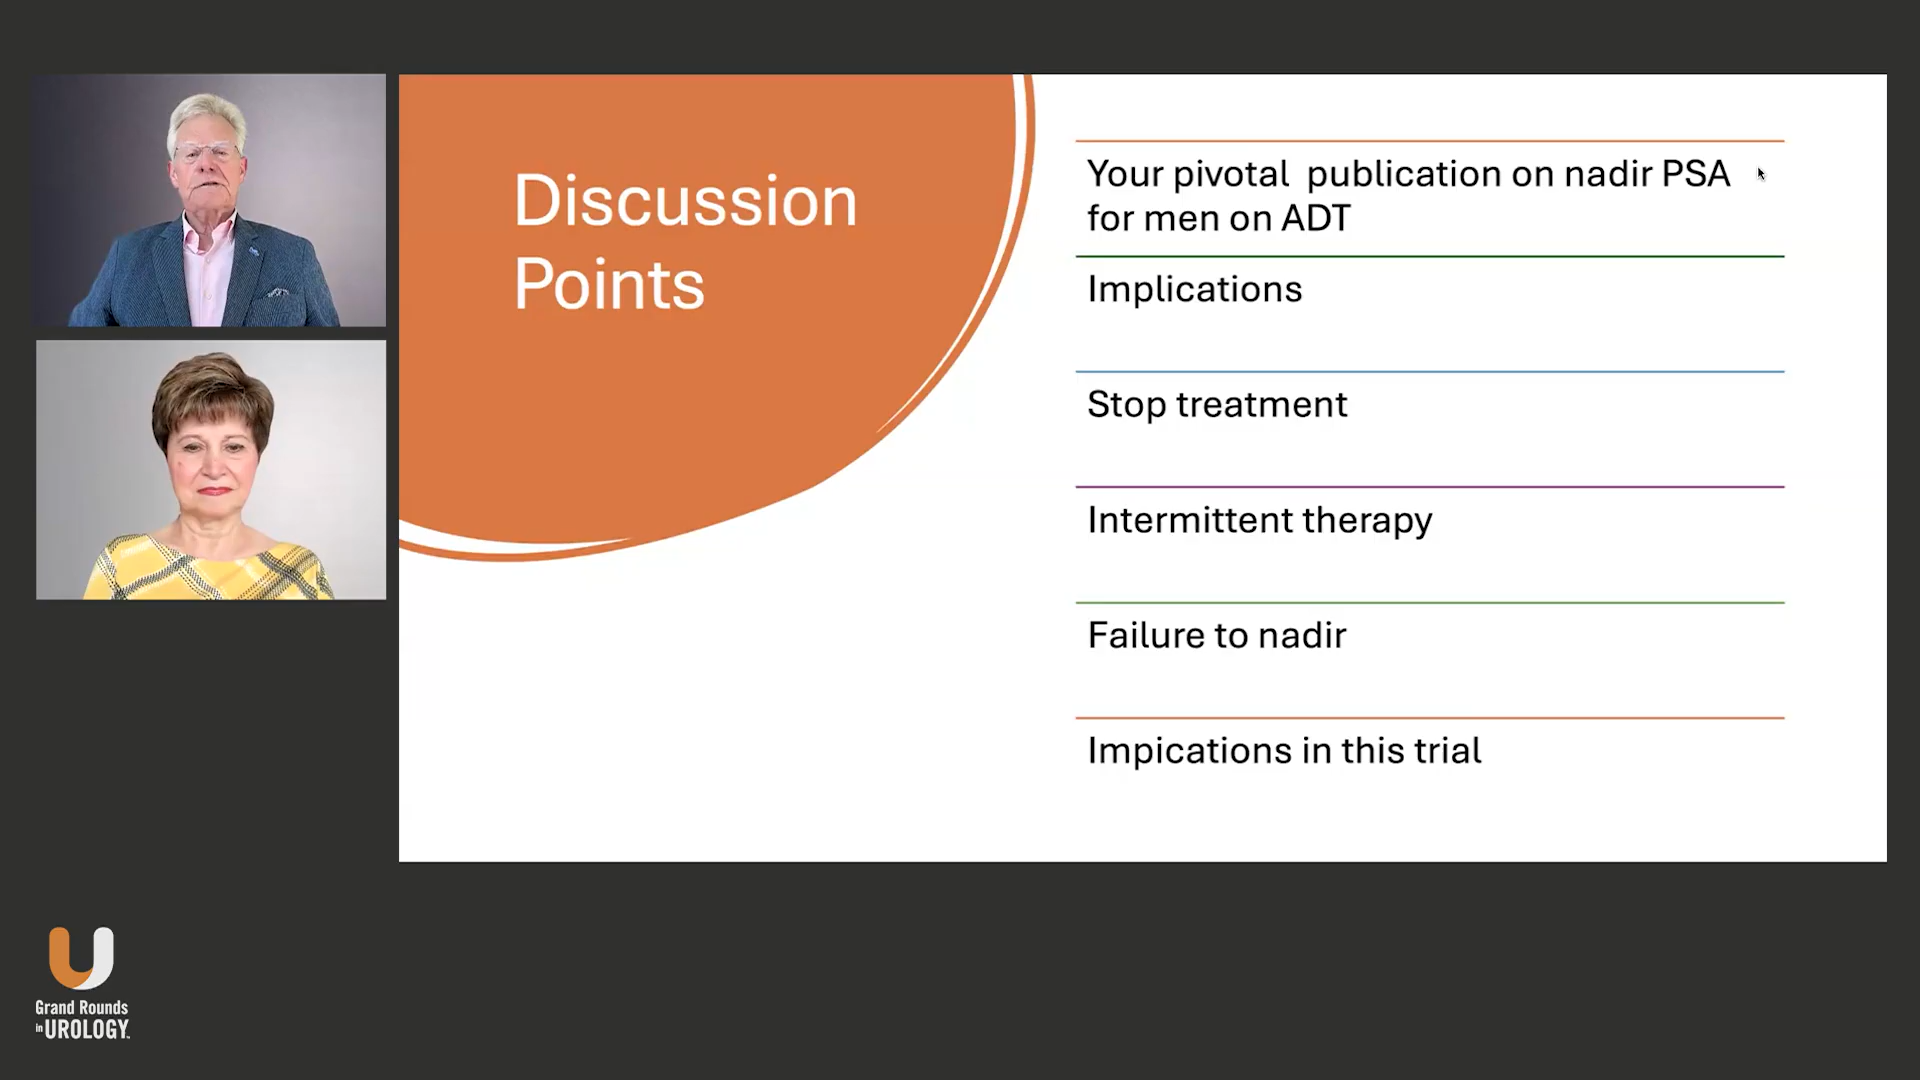 Discussion
Points
Your pivotal  publication on nadir PSA
for men on ADT
Implications
Stop treatment
Intermittent therapy
Failure to nadir
Impications in this trial
Grand Rounds
in UROLOGY™